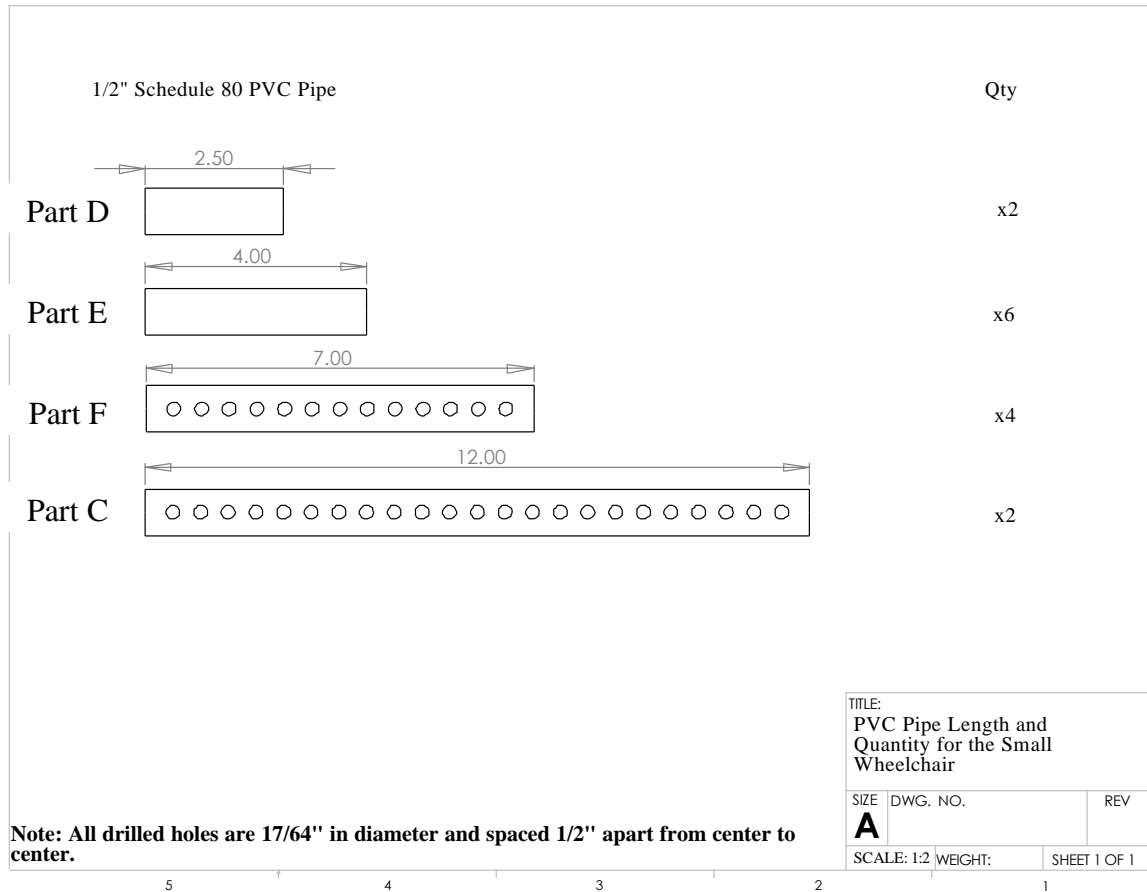 1/2" Schedule 80 PVC Pipe Qty
2.50
Part D x2
4.00
Part E x6
7.00
Part F x4
12.00
Part C x2
TITLE:
PVC Pipe Length and
Quantity for the Small
Wheelchair
SIZE DWG. NO. REV
A
SCALE: 1:2 WEIGHT: SHEET 1 OF 1
Note: All drilled holes are 17/64" in diameter and spaced 1/2" apart from center to
center.
5 4 3 2 1